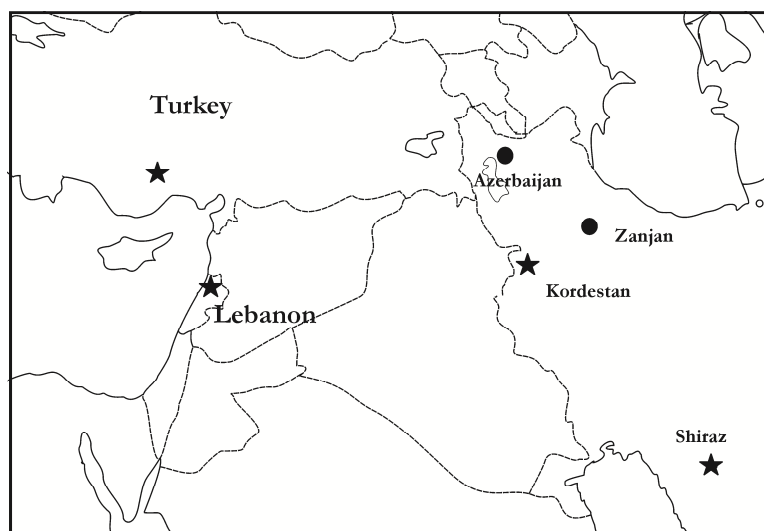 Turkey
Azerbaijan
Zanjan
Kordestan
Lebanon
Shiraz